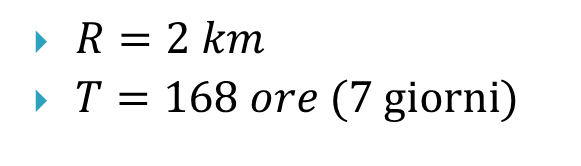 R = 2 km
T = 168 ore (7 giorni)